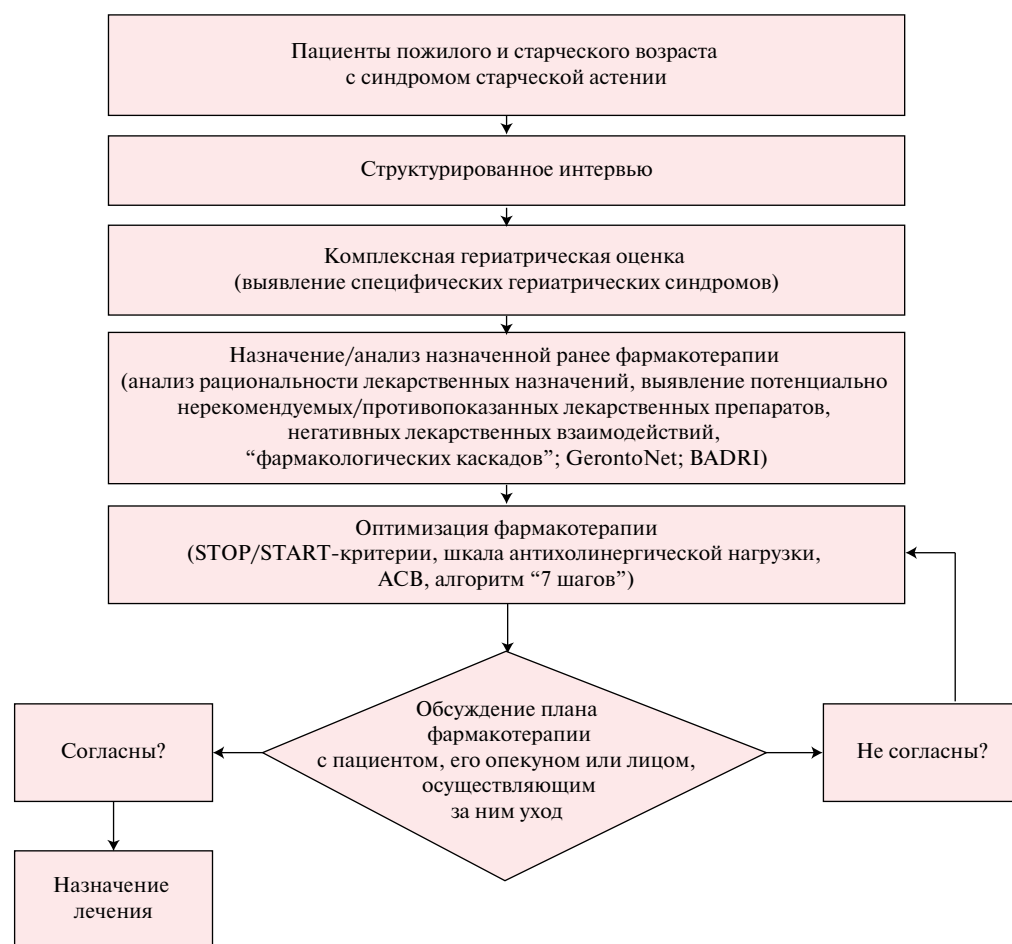 Пациенты пожилого и старческого возраста
с синдромом старческой астении
Структурированное интервью
Комплексная гериатрическая оценка
(выявление специфических гериатрических синдромов)
Назначение/анализ назначенной ранее фармакотерапии
(анализ рациональности лекарственных назначений, выявление потенциально
нерекомендуемых/противопоказанных лекарственных препаратов,
негативных лекарственных взаимодействий,
“фармакологических каскадов”; GerontoNet; BADRI)
Оптимизация фармакотерапии
(STOP/START-критерии, шкала антихолинергической нагрузки,
ACB, алгоритм “7 шагов”)
Обсуждение плана
фармакотерапии
с пациентом, его опекуном или лицом,
осуществляющим
за ним уход
Согласны?
Не согласны?
Назначение
лечения